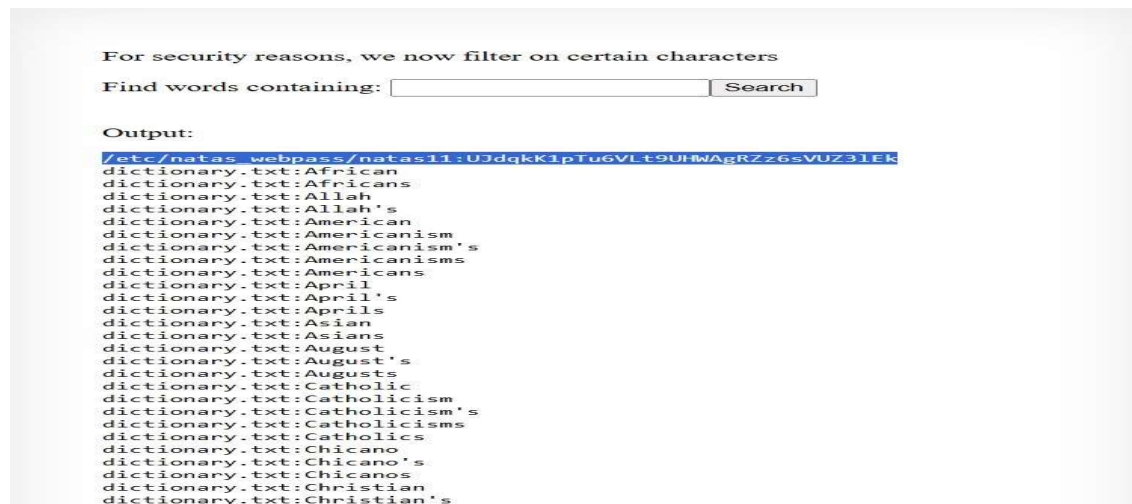 For security reasons, we now filter on certain characters
Find words containing: Search
Output:
/etc/natas_webpass/natas11:UJdqkK1pTu6VLt9UHWAgRZz6sVUZ3lEk
dictionary.txt:African
dictionary.txt:Africans
dictionary.txt:Allah
dictionary.txt:Allah's
dictionary.txt:American
dictionary.txt:Americanism
dictionary.txt:Americanism's
dictionary.txt:Americanisms
dictionary.txt:Americans
dictionary.txt:April
dictionary.txt:April's
dictionary.txt:Aprils
dictionary.txt:Asian
dictionary.txt:Asians
dictionary.txt:August
dictionary.txt:August's
dictionary.txt:Augusts
dictionary.txt:Catholic
dictionary.txt:Catholicism
dictionary.txt:Catholicism's
dictionary.txt:Catholicisms
dictionary.txt:Catholics
dictionary.txt:Chicano
dictionary.txt:Chicano's
dictionary.txt:Chicanos
dictionary.txt:Christian
dictionary.txt:Christian's